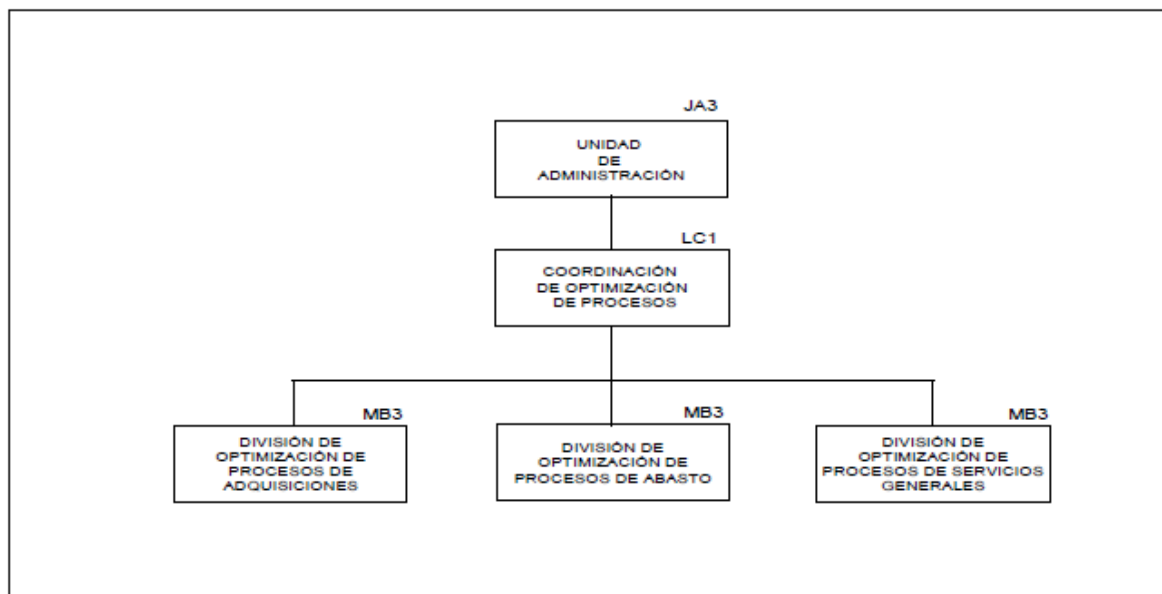 JA3
UNIDAD
DE
ADMINISTRACIÓN
LC1
COORDINACIÓN
DE OPTIMIZACIÓN
DE PROCESOS
MB3
DIVISIÓN DE
OPTIMIZACIÓN DE
PROCESOS DE
ADQUISICIONES
MB3
DIVISIÓN DE
OPTIMIZACIÓN DE
PROCESOS DE ABASTO
MB3
DIVISIÓN DE
OPTIMIZACIÓN DE
PROCESOS DE SERVICIOS
GENERALES